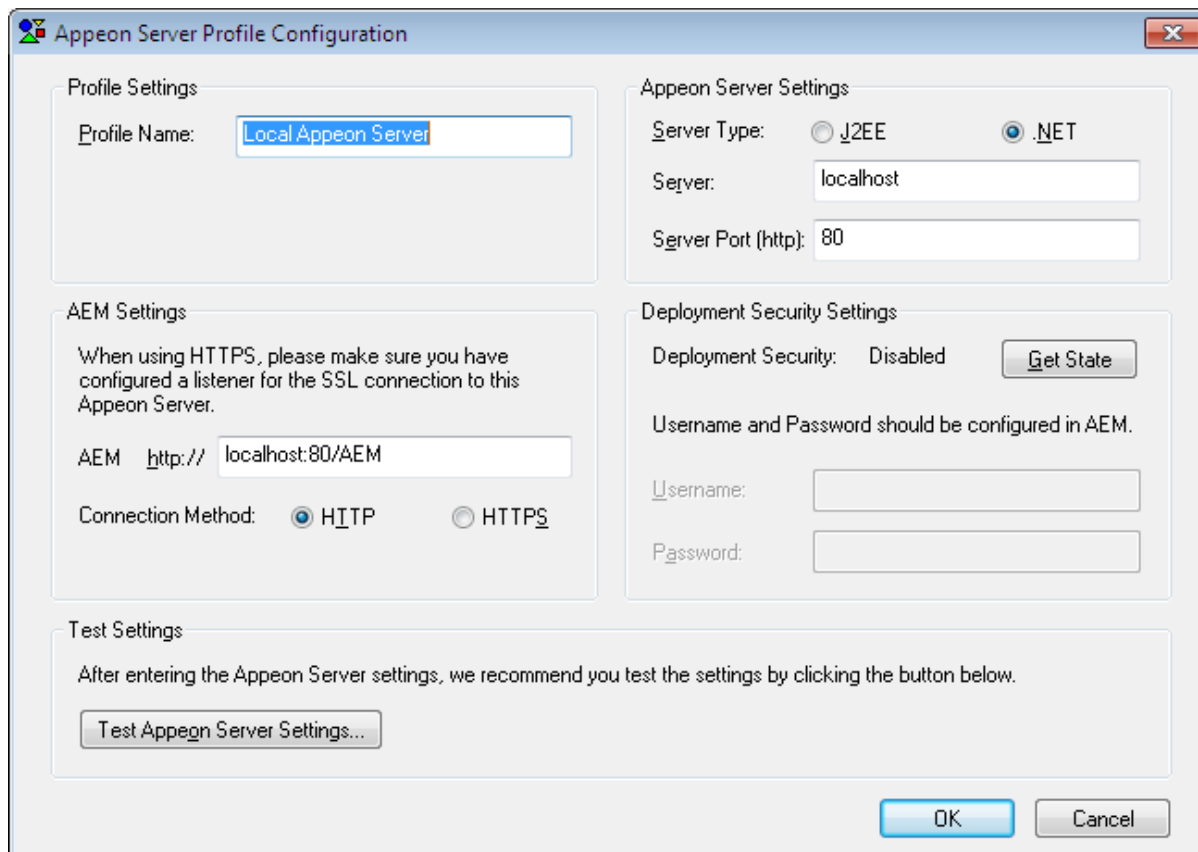 Appeon Server Profile Configuration
Profile Settings
Profile Name:
Local Appeon Server
Appeon Server Settings
Server Type:
J2EE
.NET
Server:
localhost
Server Port (http):
80
AEM Settings
When using HTTPS, please make sure you have
configured a listener for the SSL connection to this
Appeon Server.
AEM http://
localhost:80/AEM
Connection Method:
HTTP
HTTPS
Deployment Security Settings
Deployment Security:
Disabled
Get State
Username and Password should be configured in AEM.
Username:
Password:
Test Settings
After entering the Appeon Server settings, we recommend you test the settings by clicking the button below.
Test Appeon Server Settings...
OK
Cancel